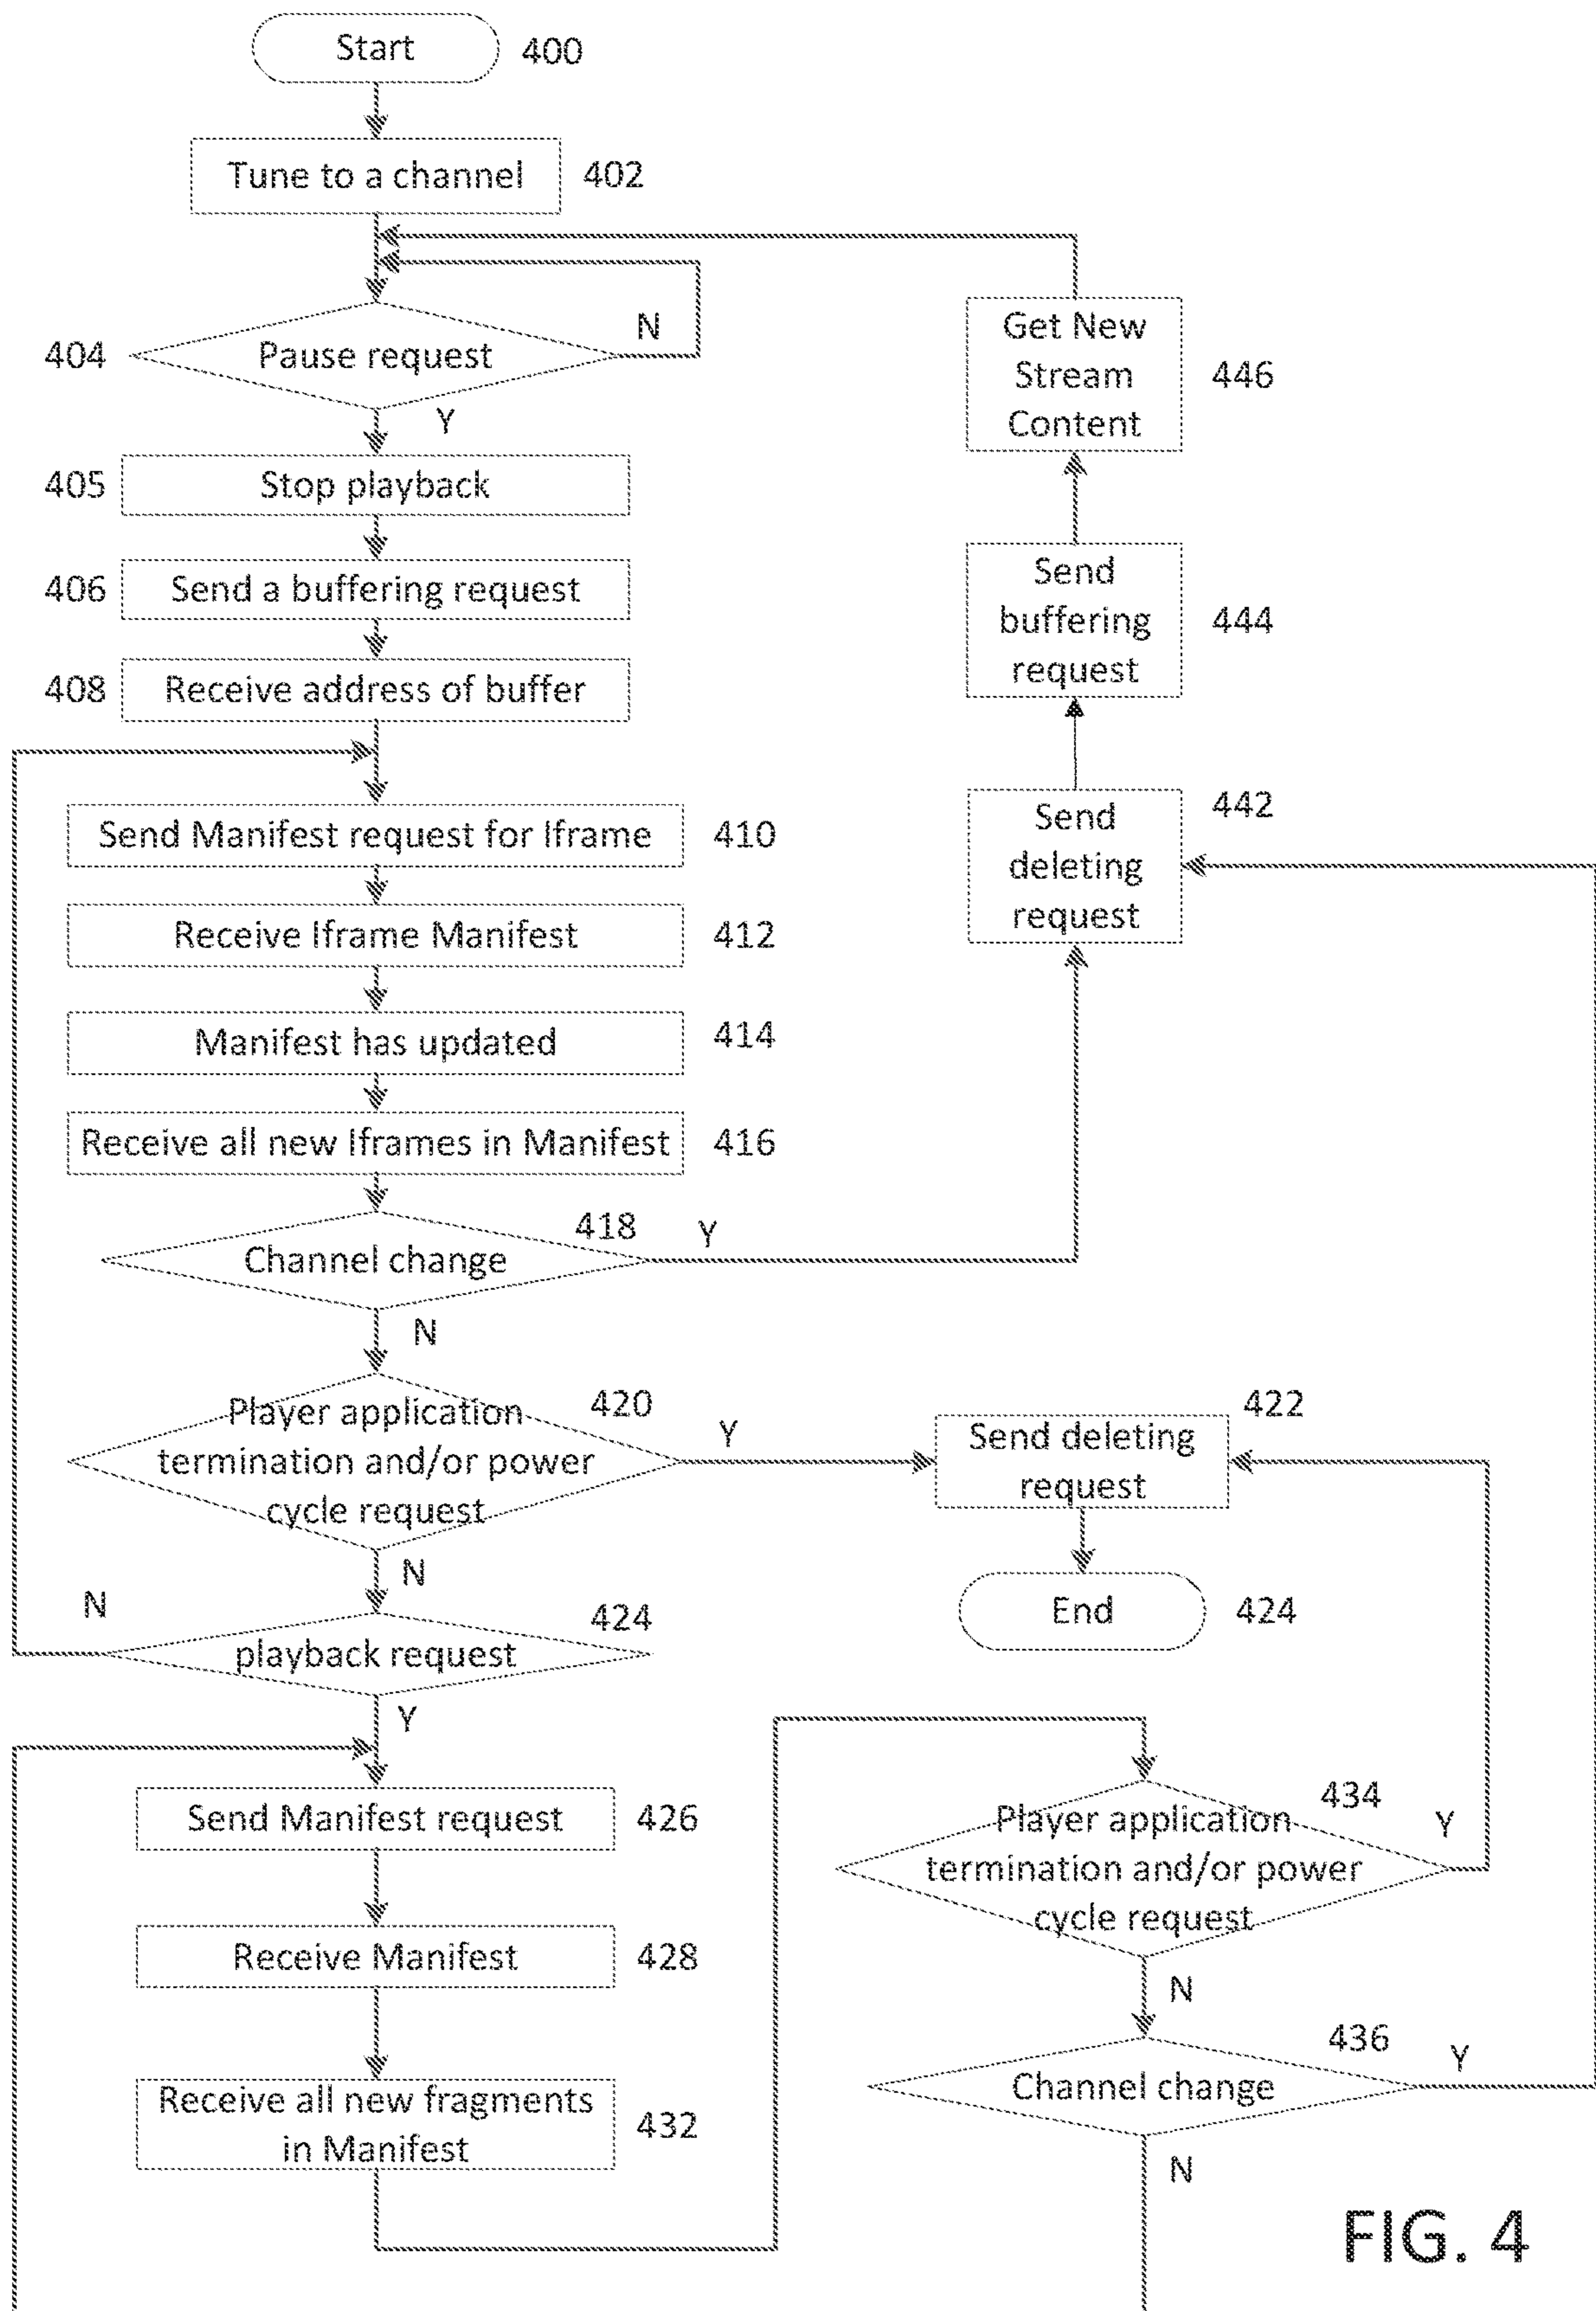 Start 400
Tune to a channel 402
404 Pause request N
Y
405 Stop playback
406 Send a buffering request
408 Receive address of buffer
Send Manifest request for Iframe 410
Receive Iframe Manifest 412
Manifest has updated 414
Receive all new Iframes in Manifest 416
Channel change 418 Y
N
Player application 420
termination and/or power
cycle request
Y
N
playback request 424
N
Y
Send Manifest request 426
Receive Manifest 428
Receive all new fragments
in Manifest
432
Get New
Stream
Content
446
Send
buffering
request
444
Send
deleting
request
442
Send deleting
request
422
End 424
Player application 434
termination and/or power
cycle request
Y
N
Channel change 436 Y
N
FIG. 4